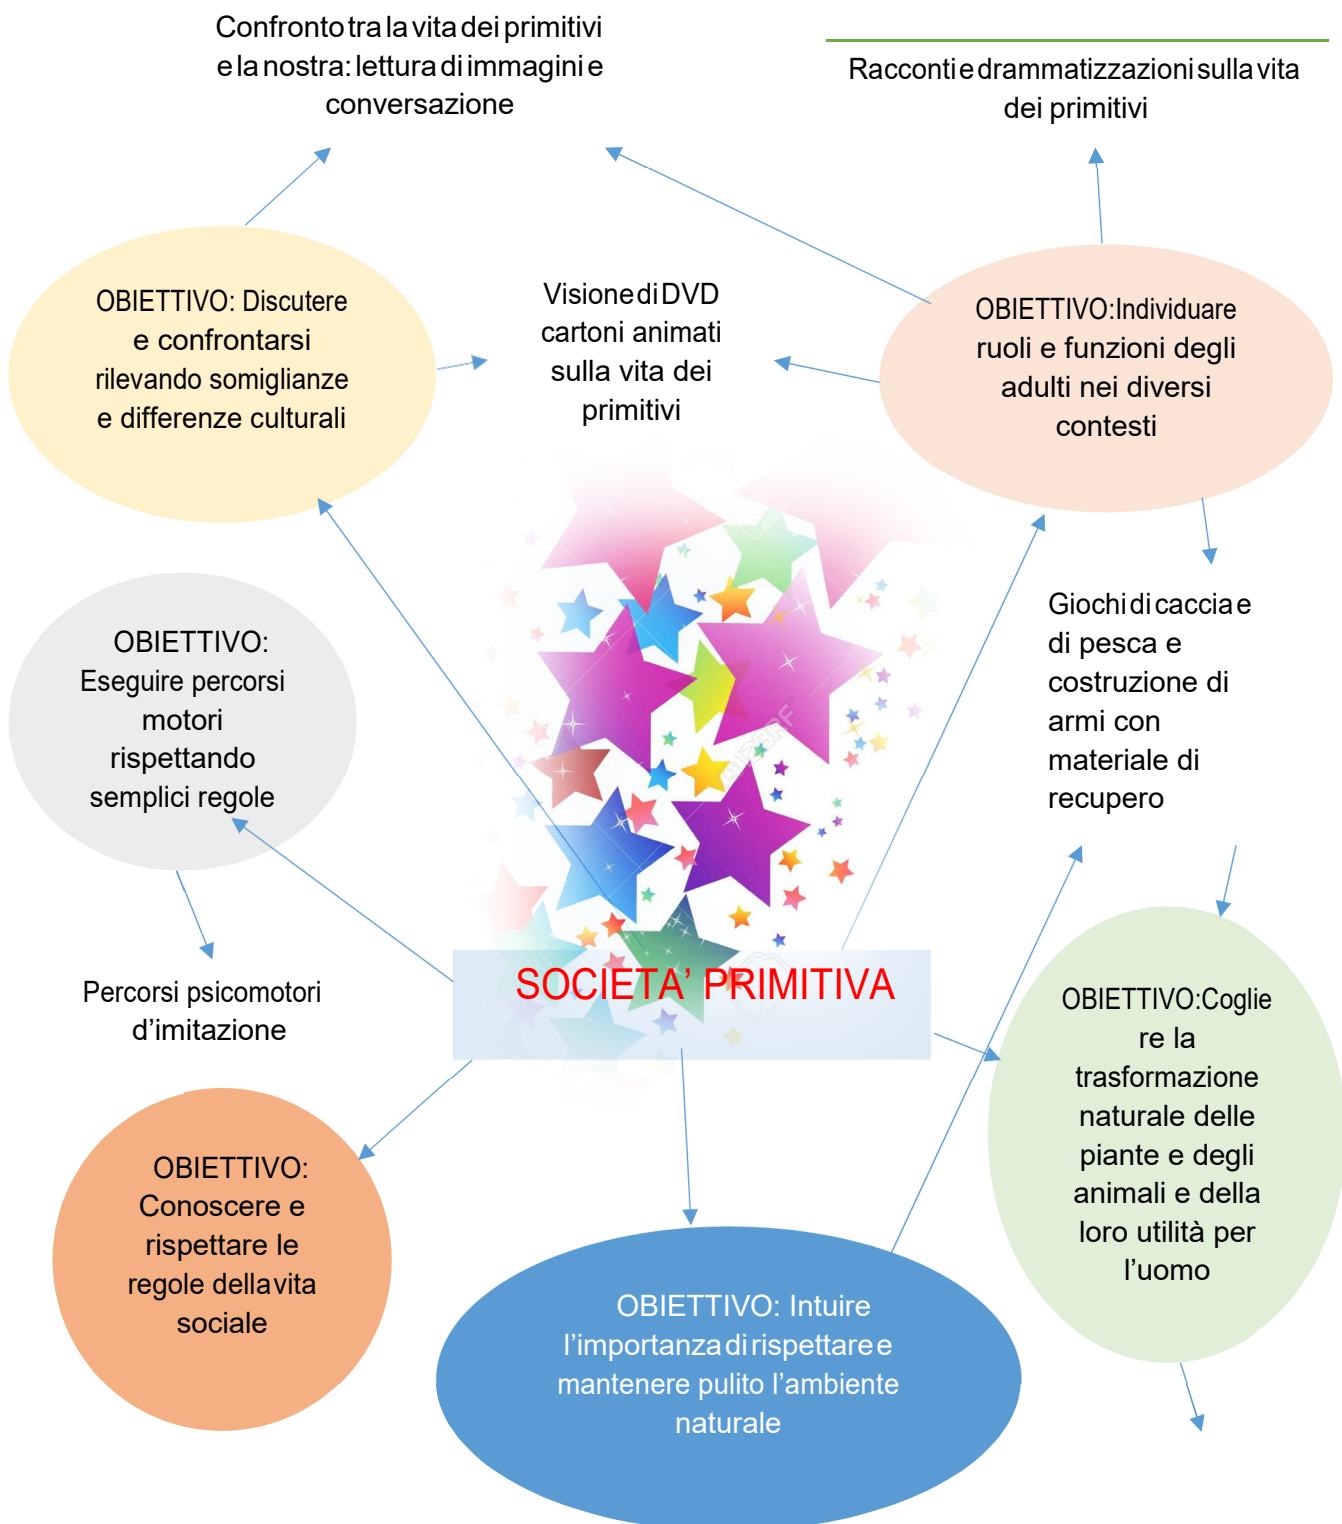 Confronto tra la vita dei primitivi
e la nostra: lettura di immagini e
conversazione
Racconti e drammatizzazioni sulla vita
dei primitivi
OBIETTIVO: Discutere
e confrontarsi
rilevando somiglianze
e differenze culturali
Visione di DVD
cartoni animati
sulla vita dei
primitivi
OBIETTIVO:Individuare
ruoli e funzioni degli
adulti nei diversi
contesti
OBIETTIVO:
Eseguire percorsi
motori
rispettando
semplici regole
Giochi di caccia e
di pesca e
costruzione di
armi con
materiale di
recupero
Percorsi psicomotori
d’imitazione
SOCIETA’ PRIMITIVA
OBIETTIVO:Coglie
re la
trasformazione
naturale delle
piante e degli
animali e della
loro utilità per
l’uomo
OBIETTIVO:
Conoscere e
rispettare le
regole della vita
sociale
OBIETTIVO: Intuire
l’importanza di rispettare e
mantenere pulito l’ambiente
naturale
123RF